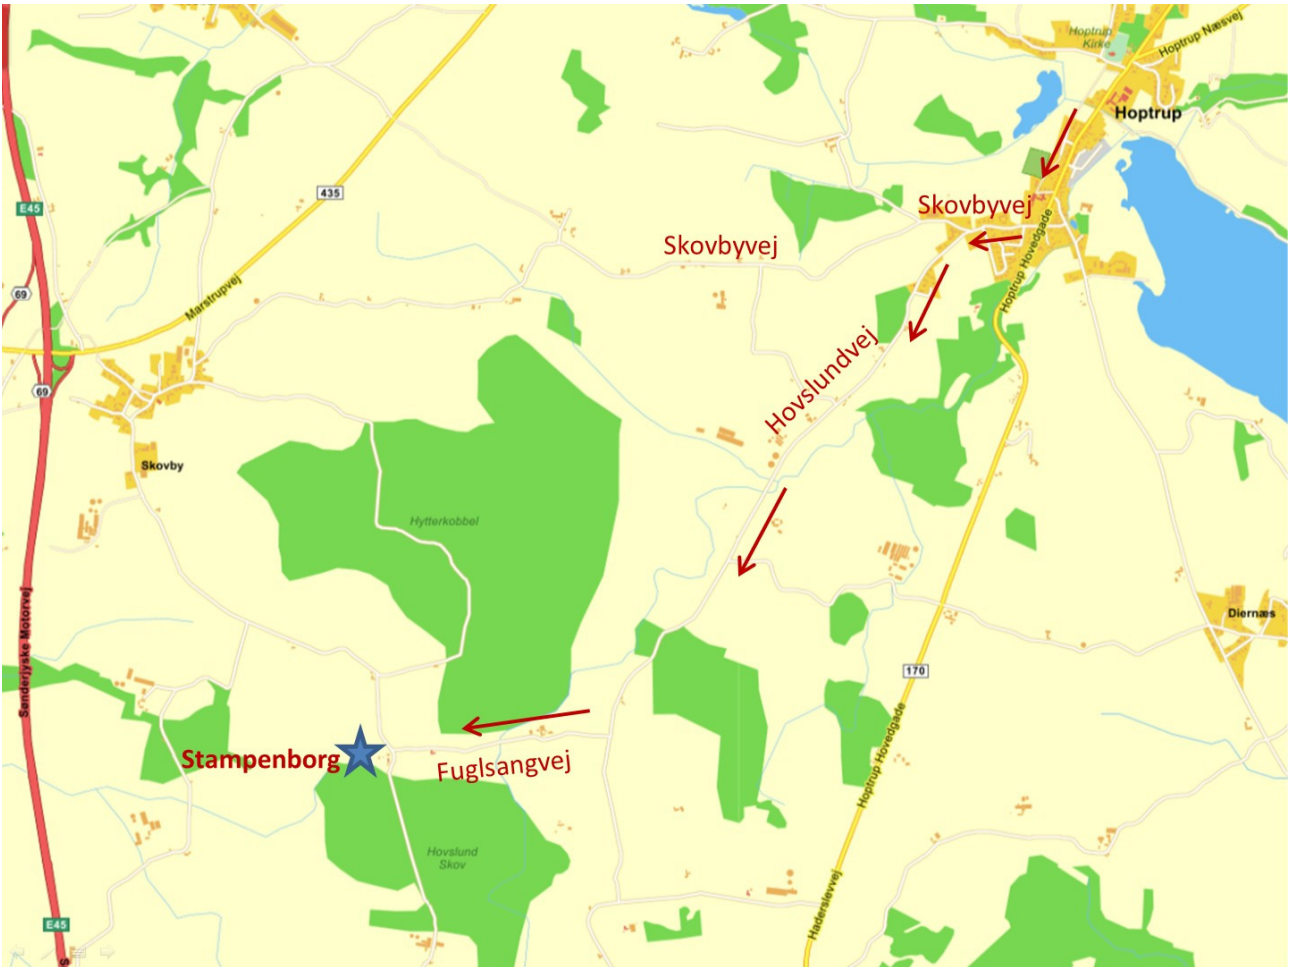 Hoptrup
Kirke
Hoptrup Næsvej
Hoptrup
435
E45
Skovbyvej
Skovbyvej
Hoptrup Hovedgade
69
Marstrupvej
Hovslundvej
69
Skovby
Hytterkobbel
Diernæs
Sønderjyske Motorvej
170
Stampenborg
Fuglsangvej
Hoptrup Hovedgade
Hovslund
Skov
Haderslevvej
E45
S